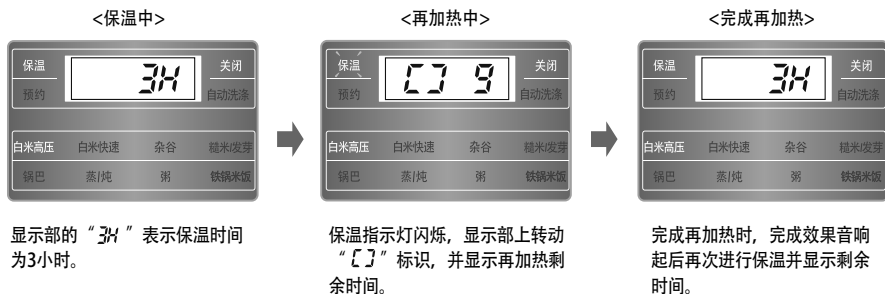 <保温中>
<再加热中>
<完成再加热>
保温
3H
关闭
预约
自动洗涤
白米高压 白米快速 杂谷 糙米/发芽
锅巴 蒸/炖 粥 铁锅米饭
保温
[ ] 9
关闭
预约
自动洗涤
白米高压 白米快速 杂谷 糙米/发芽
锅巴 蒸/炖 粥 铁锅米饭
保温
3H
关闭
预约
自动洗涤
白米高压 白米快速 杂谷 糙米/发芽
锅巴 蒸/炖 粥 铁锅米饭
显示部的“3H”表示保温时间
为3小时。
保温指示灯闪烁，显示部上转动
“[ ]”标识，并显示再加热剩
余时间。
完成再加热时，完成效果音响
起后再次进行保温并显示剩余
时间。